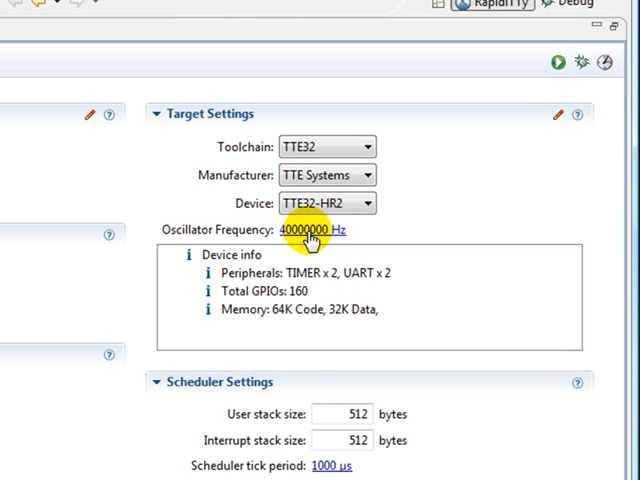 RapidiTTy Debug
Target Settings
Toolchain: TTE32
Manufacturer: TTE Systems
Device: TTE32-HR2
Oscillator Frequency: 40000000 Hz
Device info
Peripherals: TIMER x 2, UART x 2
Total GPIOs: 160
Memory: 64K Code, 32K Data,
Scheduler Settings
User stack size: 512 bytes
Interrupt stack size: 512 bytes
Scheduler tick period: 1000 µs